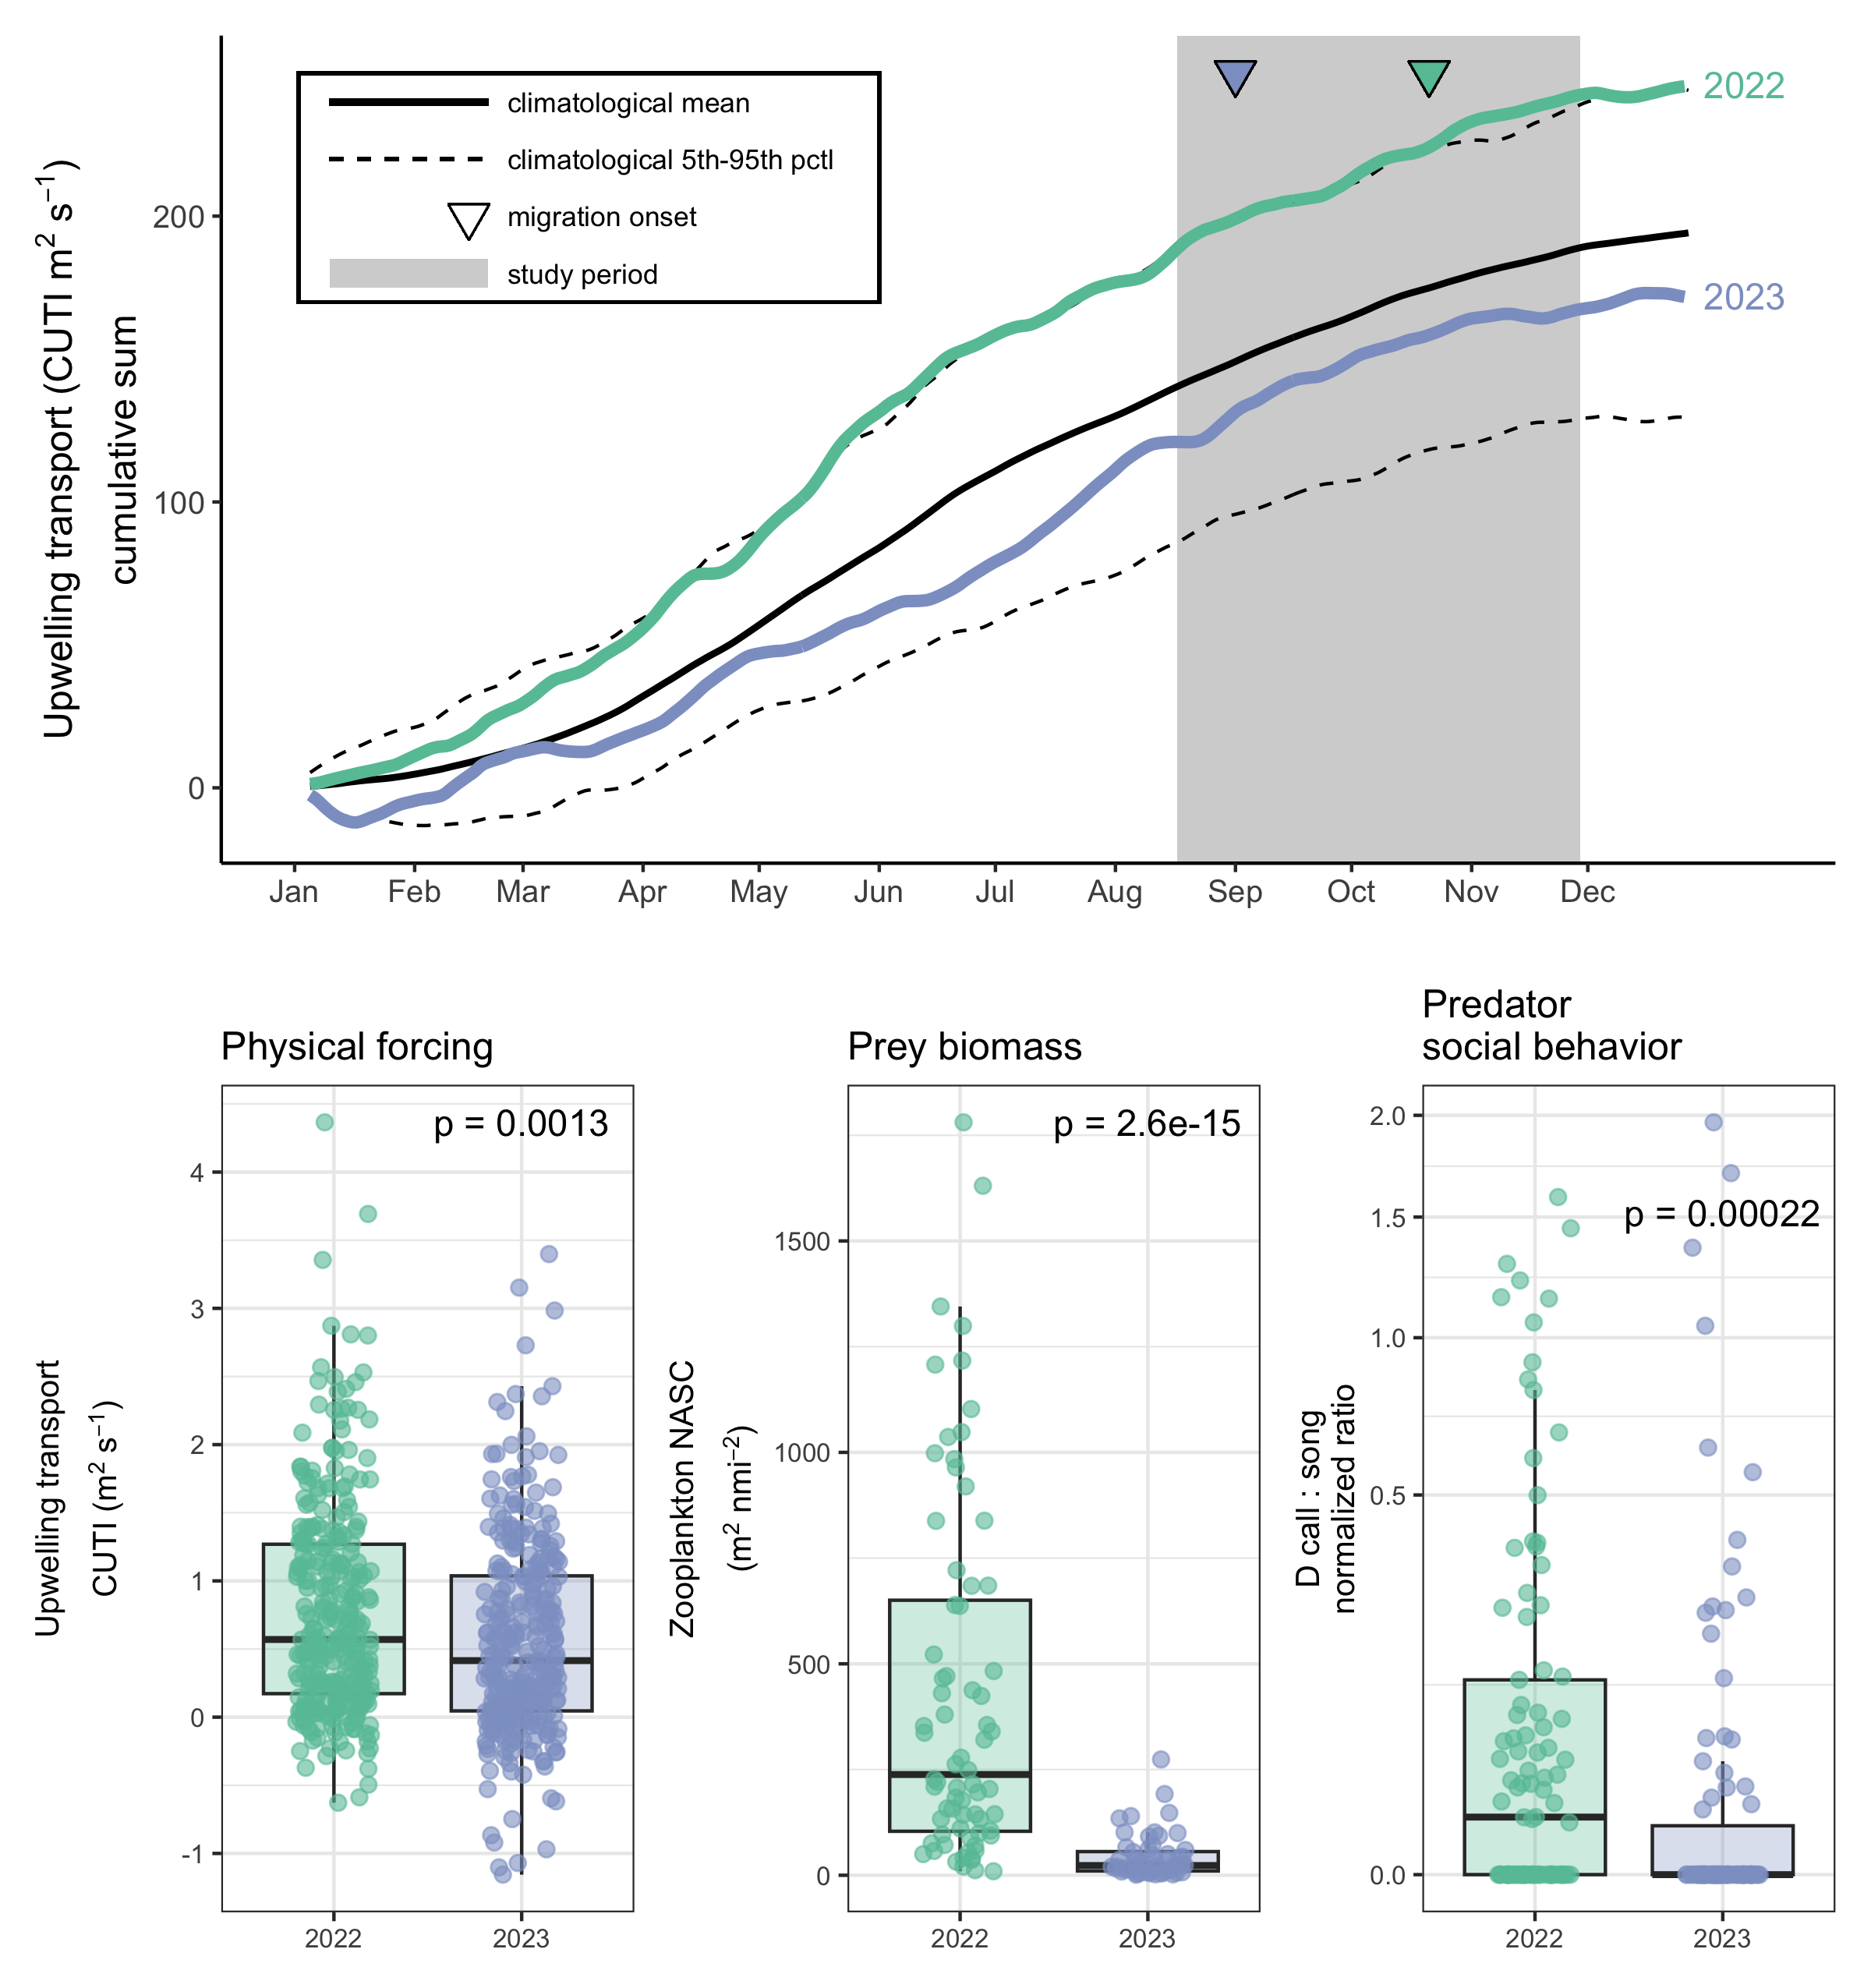 Upwelling transport (CUTI m² s⁻¹)
cumulative sum
200
100
0
climatological mean
climatological 5th-95th pctl
migration onset
study period
2022
2023
Jan Feb Mar Apr May Jun Jul Aug Sep Oct Nov Dec
Physical forcing
Upwelling transport
CUTI (m² s⁻¹)
p = 0.0013
4
3
2
1
0
-1
2022 2023
Prey biomass
Zooplankton NASC
(m² nmi⁻²)
p = 2.6e-15
1500
1000
500
0
2022 2023
Predator
social behavior
D call : song
normalized ratio
p = 0.00022
2.0
1.5
1.0
0.5
0.0
2022 2023